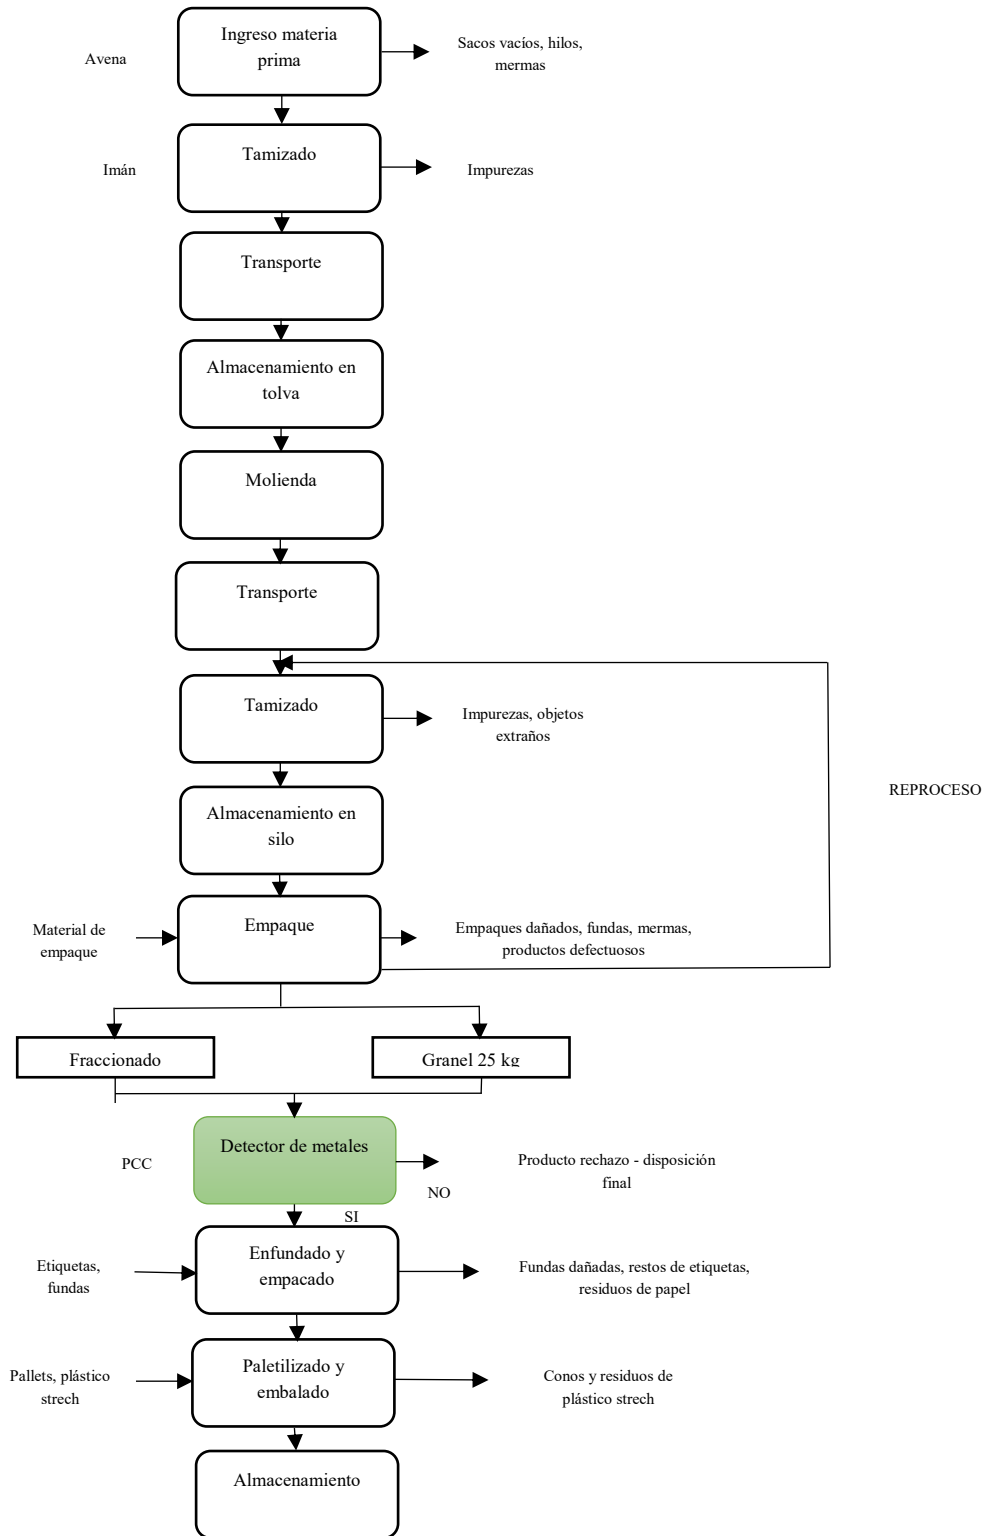 Ingreso materia
prima
Avena
Sacos vacíos, hilos,
mermas
Tamizado
Imán
Impurezas
Transporte
Almacenamiento en
tolva
Molienda
Transporte
Tamizado
Impurezas, objetos
extraños
REPROCESO
Almacenamiento en
silo
Empaque
Material de
empaque
Empaques dañados, fundas, mermas,
productos defectuosos
Fraccionado
Granel 25 kg
Detector de metales
PCC
Producto rechazo - disposición
final
NO
SI
Enfundado y
empacado
Etiquetas,
fundas
Fundas dañadas, restos de etiquetas,
residuos de papel
Paletilizado y
embalado
Pallets, plástico
strech
Conos y residuos de
plástico strech
Almacenamiento